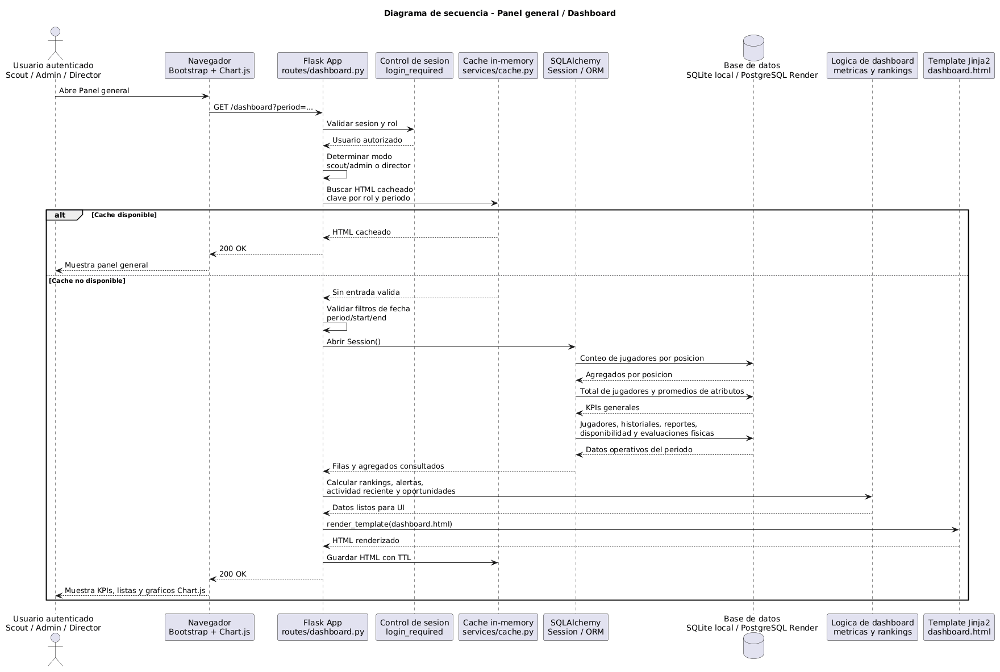 Diagrama de secuencia - Panel general / Dashboard
Usuario autenticado
Scout / Admin / Director
Navegador
Bootstrap + Chart.js
Flask App
routes/dashboard.py
Control de sesion
login_required
Cache in-memory
services/cache.py
SQLAlchemy
Session / ORM
Base de datos
SQLite local / PostgreSQL Render
Logica de dashboard
metricas y rankings
Template Jinja2
dashboard.html
Abre Panel general
GET /dashboard?period=...
Validar sesion y rol
Usuario autorizado
Determinar modo
scout/admin o director
Buscar HTML cacheado
clave por rol y periodo
alt
[Cache disponible]
HTML cacheado
200 OK
Muestra panel general
[Cache no disponible]
Sin entrada valida
Validar filtros de fecha
period/start/end
Abrir Session()
Conteo de jugadores por posicion
Agregados por posicion
Total de jugadores y promedios de atributos
KPIs generales
Jugadores, historiales, reportes,
disponibilidad y evaluaciones fisicas
Datos operativos del periodo
Filas y agregados consultados
Calcular rankings, alertas,
actividad reciente y oportunidades
Datos listos para UI
render_template(dashboard.html)
HTML renderizado
Guardar HTML con TTL
200 OK
Muestra KPIs, listas y graficos Chart.js
Usuario autenticado
Scout / Admin / Director
Navegador
Bootstrap + Chart.js
Flask App
routes/dashboard.py
Control de sesion
login_required
Cache in-memory
services/cache.py
SQLAlchemy
Session / ORM
Base de datos
SQLite local / PostgreSQL Render
Logica de dashboard
metricas y rankings
Template Jinja2
dashboard.html